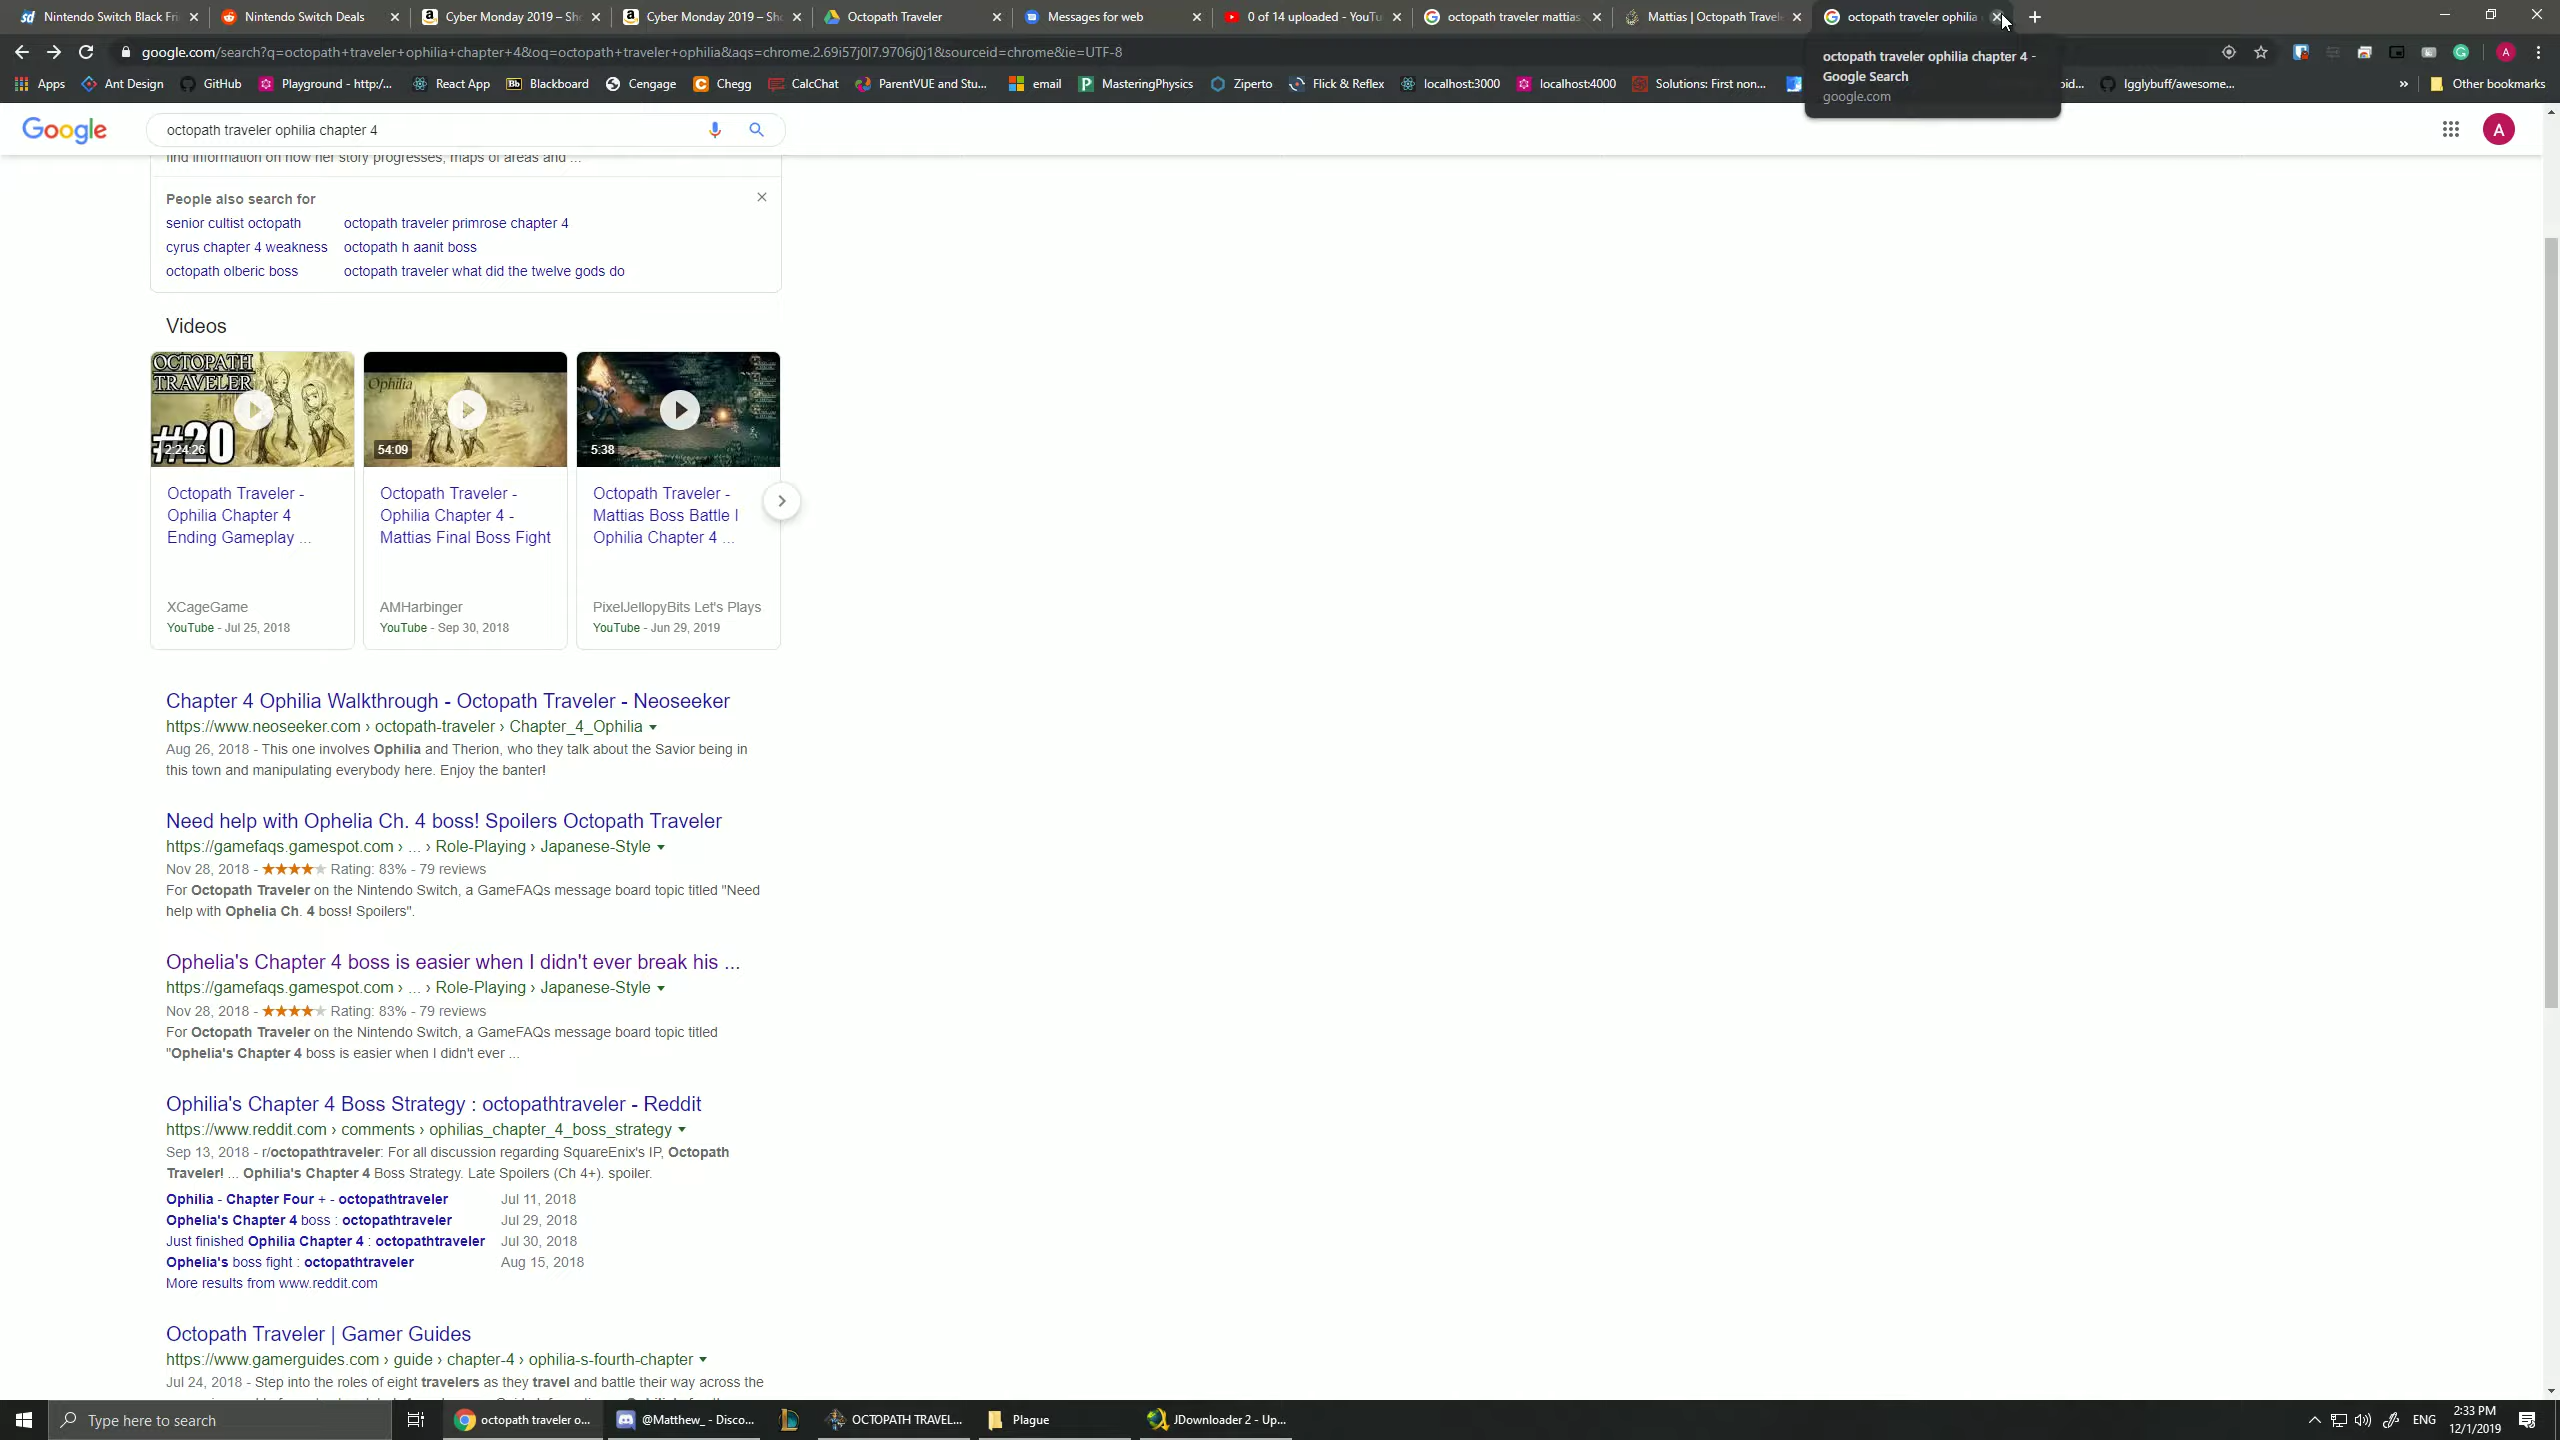 Nintendo Switch Black Fri
Nintendo Switch Deals
Cyber Monday 2019 – Sho
Cyber Monday 2019 – Sho
Octopath Traveler
Messages for web
0 of 14 uploaded - YouTu
octopath traveler mattias
Mattias | Octopath Travele
octopath traveler ophilia
google.com/search?q=octopath+traveler+ophilia+chapter+4&oq=octopath+traveler+ophilia&aqs=chrome.2.69i57j0l7.9706j0j1&sourceid=chrome&ie=UTF-8
octopath traveler ophilia chapter 4 -
Google Search
google.com
Apps
Ant Design
GitHub
Playground - http:/...
React App
Bb Blackboard
Cengage
Chegg
CalcChat
ParentVUE and Stu...
email
MasteringPhysics
Ziperto
Flick & Reflex
localhost:3000
localhost:4000
Solutions: First non...
oid...
Igglybuff/awesome...
»
Other bookmarks
Google
octopath traveler ophilia chapter 4
A
find information on how her story progresses, maps of areas and ...
People also search for
senior cultist octopath
octopath traveler primrose chapter 4
cyrus chapter 4 weakness
octopath h aanit boss
octopath olberic boss
octopath traveler what did the twelve gods do
Videos
OCTOPATH
TRAVELER
#20
2:24:26
Ophilia
54:09
5:38
Octopath Traveler -
Ophilia Chapter 4
Ending Gameplay ...
XCageGame
YouTube - Jul 25, 2018
Octopath Traveler -
Ophilia Chapter 4 -
Mattias Final Boss Fight
AMHarbinger
YouTube - Sep 30, 2018
Octopath Traveler -
Mattias Boss Battle |
Ophilia Chapter 4 ...
PixelJellopyBits Let's Plays
YouTube - Jun 29, 2019
Chapter 4 Ophilia Walkthrough - Octopath Traveler - Neoseeker
https://www.neoseeker.com › octopath-traveler › Chapter_4_Ophilia
Aug 26, 2018 - This one involves Ophilia and Therion, who they talk about the Savior being in
this town and manipulating everybody here. Enjoy the banter!
Need help with Ophelia Ch. 4 boss! Spoilers Octopath Traveler
https://gamefaqs.gamespot.com › ... › Role-Playing › Japanese-Style
Nov 28, 2018 - Rating: 83% - 79 reviews
For Octopath Traveler on the Nintendo Switch, a GameFAQs message board topic titled "Need
help with Ophelia Ch. 4 boss! Spoilers".
Ophelia's Chapter 4 boss is easier when I didn't ever break his ...
https://gamefaqs.gamespot.com › ... › Role-Playing › Japanese-Style
Nov 28, 2018 - Rating: 83% - 79 reviews
For Octopath Traveler on the Nintendo Switch, a GameFAQs message board topic titled
"Ophelia's Chapter 4 boss is easier when I didn't ever ...
Ophilia's Chapter 4 Boss Strategy : octopathtraveler - Reddit
https://www.reddit.com › comments › ophilias_chapter_4_boss_strategy
Sep 13, 2018 - r/octopathtraveler: For all discussion regarding SquareEnix's IP, Octopath
Traveler! ... Ophilia's Chapter 4 Boss Strategy. Late Spoilers (Ch 4+). spoiler.
Ophilia - Chapter Four + - octopathtraveler Jul 11, 2018
Ophelia's Chapter 4 boss : octopathtraveler Jul 29, 2018
Just finished Ophilia Chapter 4 : octopathtraveler Jul 30, 2018
Ophelia's boss fight : octopathtraveler Aug 15, 2018
More results from www.reddit.com
Octopath Traveler | Gamer Guides
https://www.gamerguides.com › guide › chapter-4 › ophilia-s-fourth-chapter
Jul 24, 2018 - Step into the roles of eight travelers as they travel and battle their way across the
Type here to search
octopath traveler o...
@Matthew_ - Disco...
OCTOPATH TRAVEL...
Plague
JDownloader 2 - Up...
ENG
2:33 PM
12/1/2019